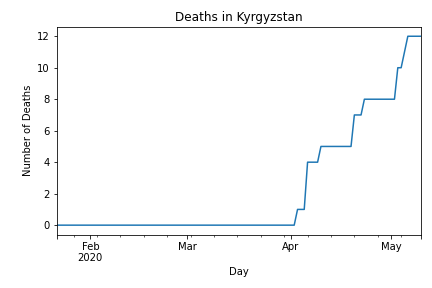 Deaths in Kyrgyzstan
Number of Deaths
12
10
8
6
4
2
0
Feb
2020
Mar
Apr
May
Day